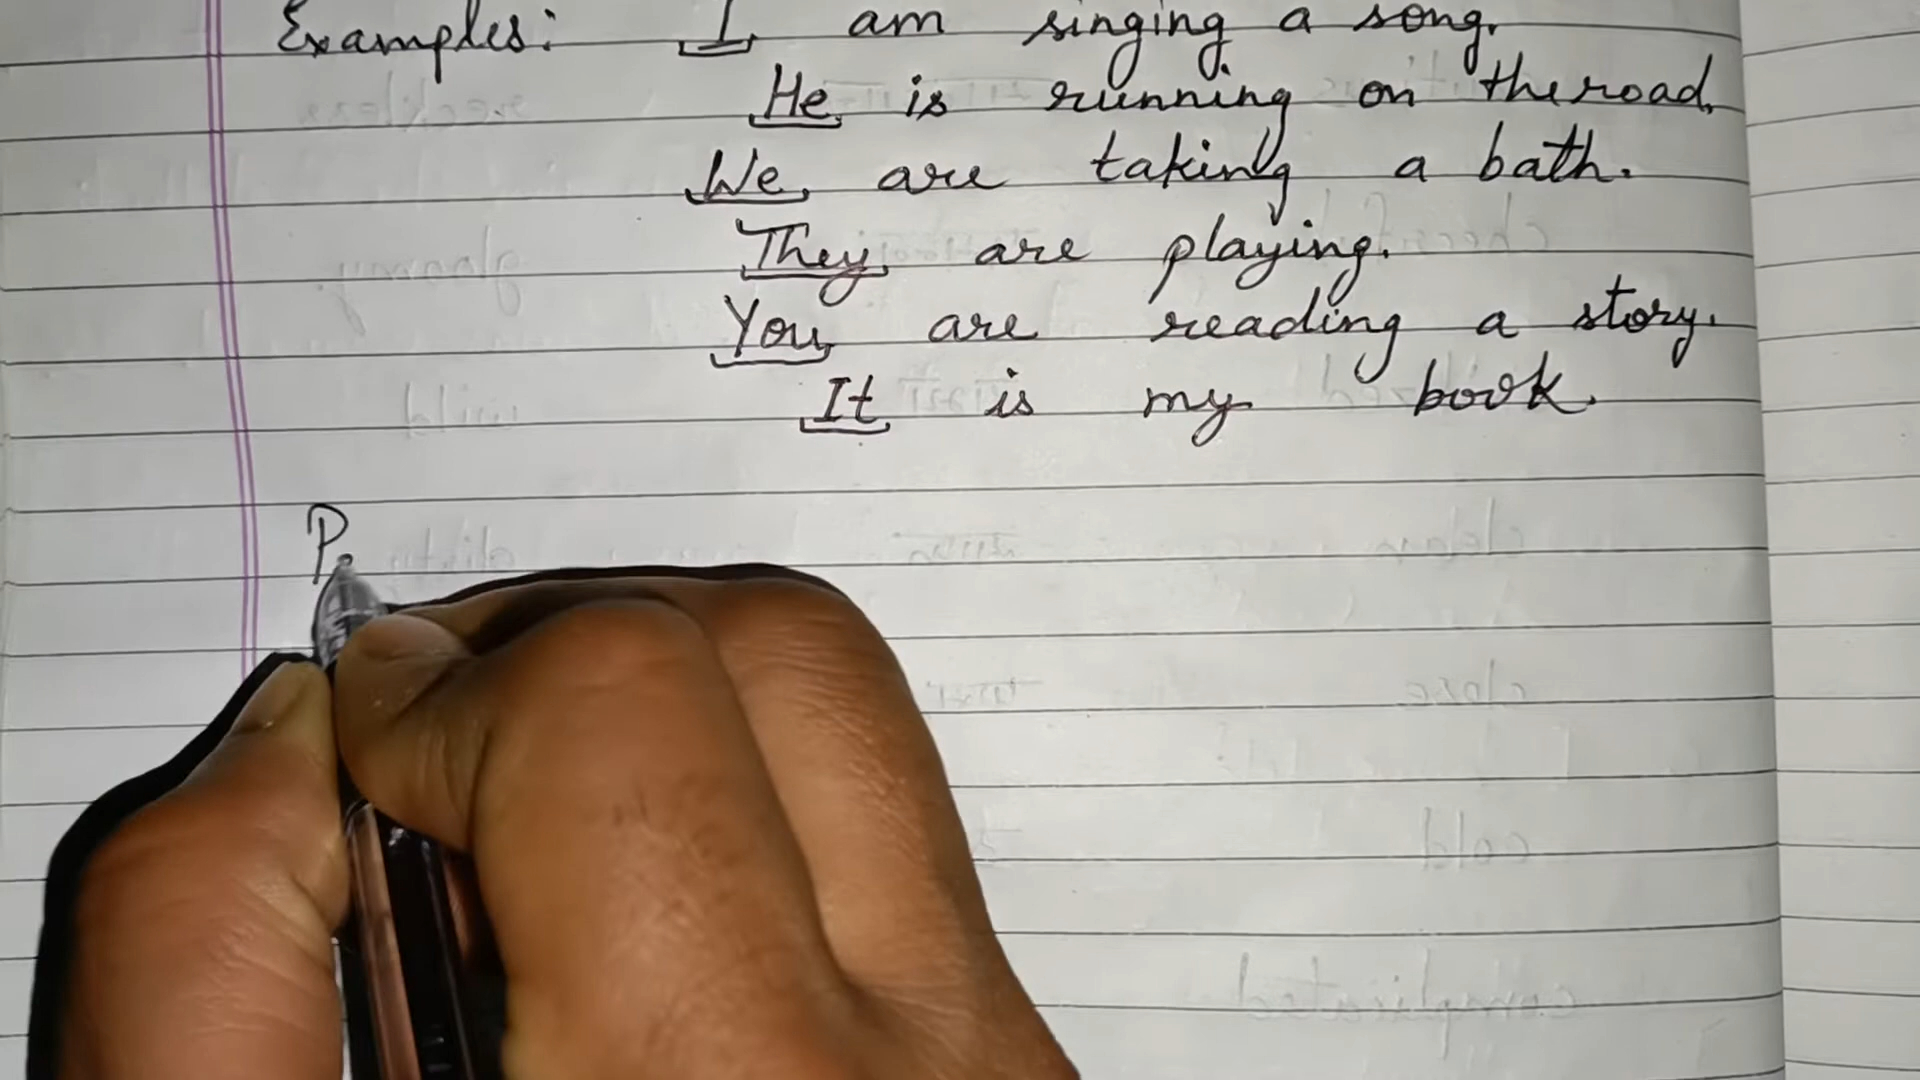 Examples: I am singing a song.
He is running on the road.
We are taking a bath.
They are playing.
You are reading a story.
It is my book.
P